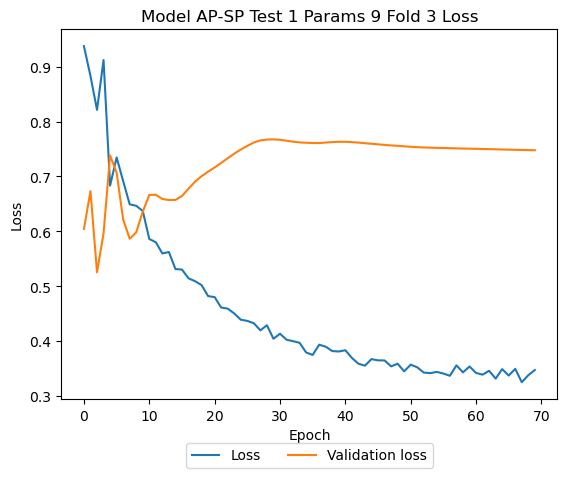 Model AP-SP Test 1 Params 9 Fold 3 Loss
0.9
0.8
0.7
0.6
0.5
0.4
0.3
Loss
0 10 20 30 40 50 60 70
Epoch
Loss Validation loss